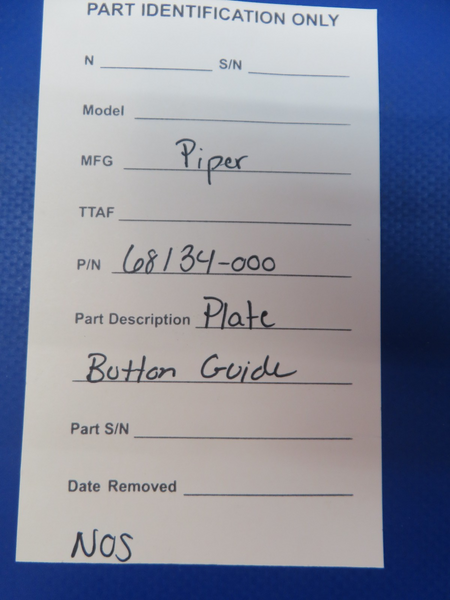 PART IDENTIFICATION ONLY
N S/N
Model
MFG Piper
TTAF
P/N 68134-000
Part Description Plate
Button Guide
Part S/N
Date Removed
NOS